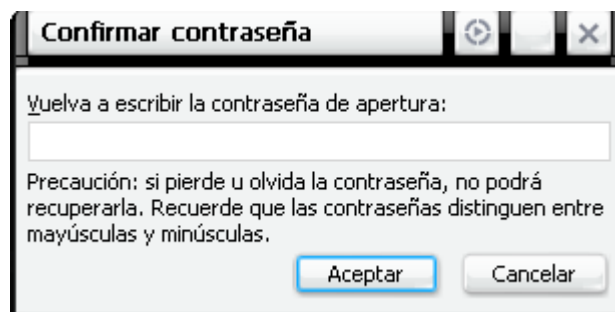 Confirmar contraseña
Vuelva a escribir la contraseña de apertura:
Precaución: si pierde u olvida la contraseña, no podrá
recuperarla. Recuerde que las contraseñas distinguen entre
mayúsculas y minúsculas.
Aceptar Cancelar